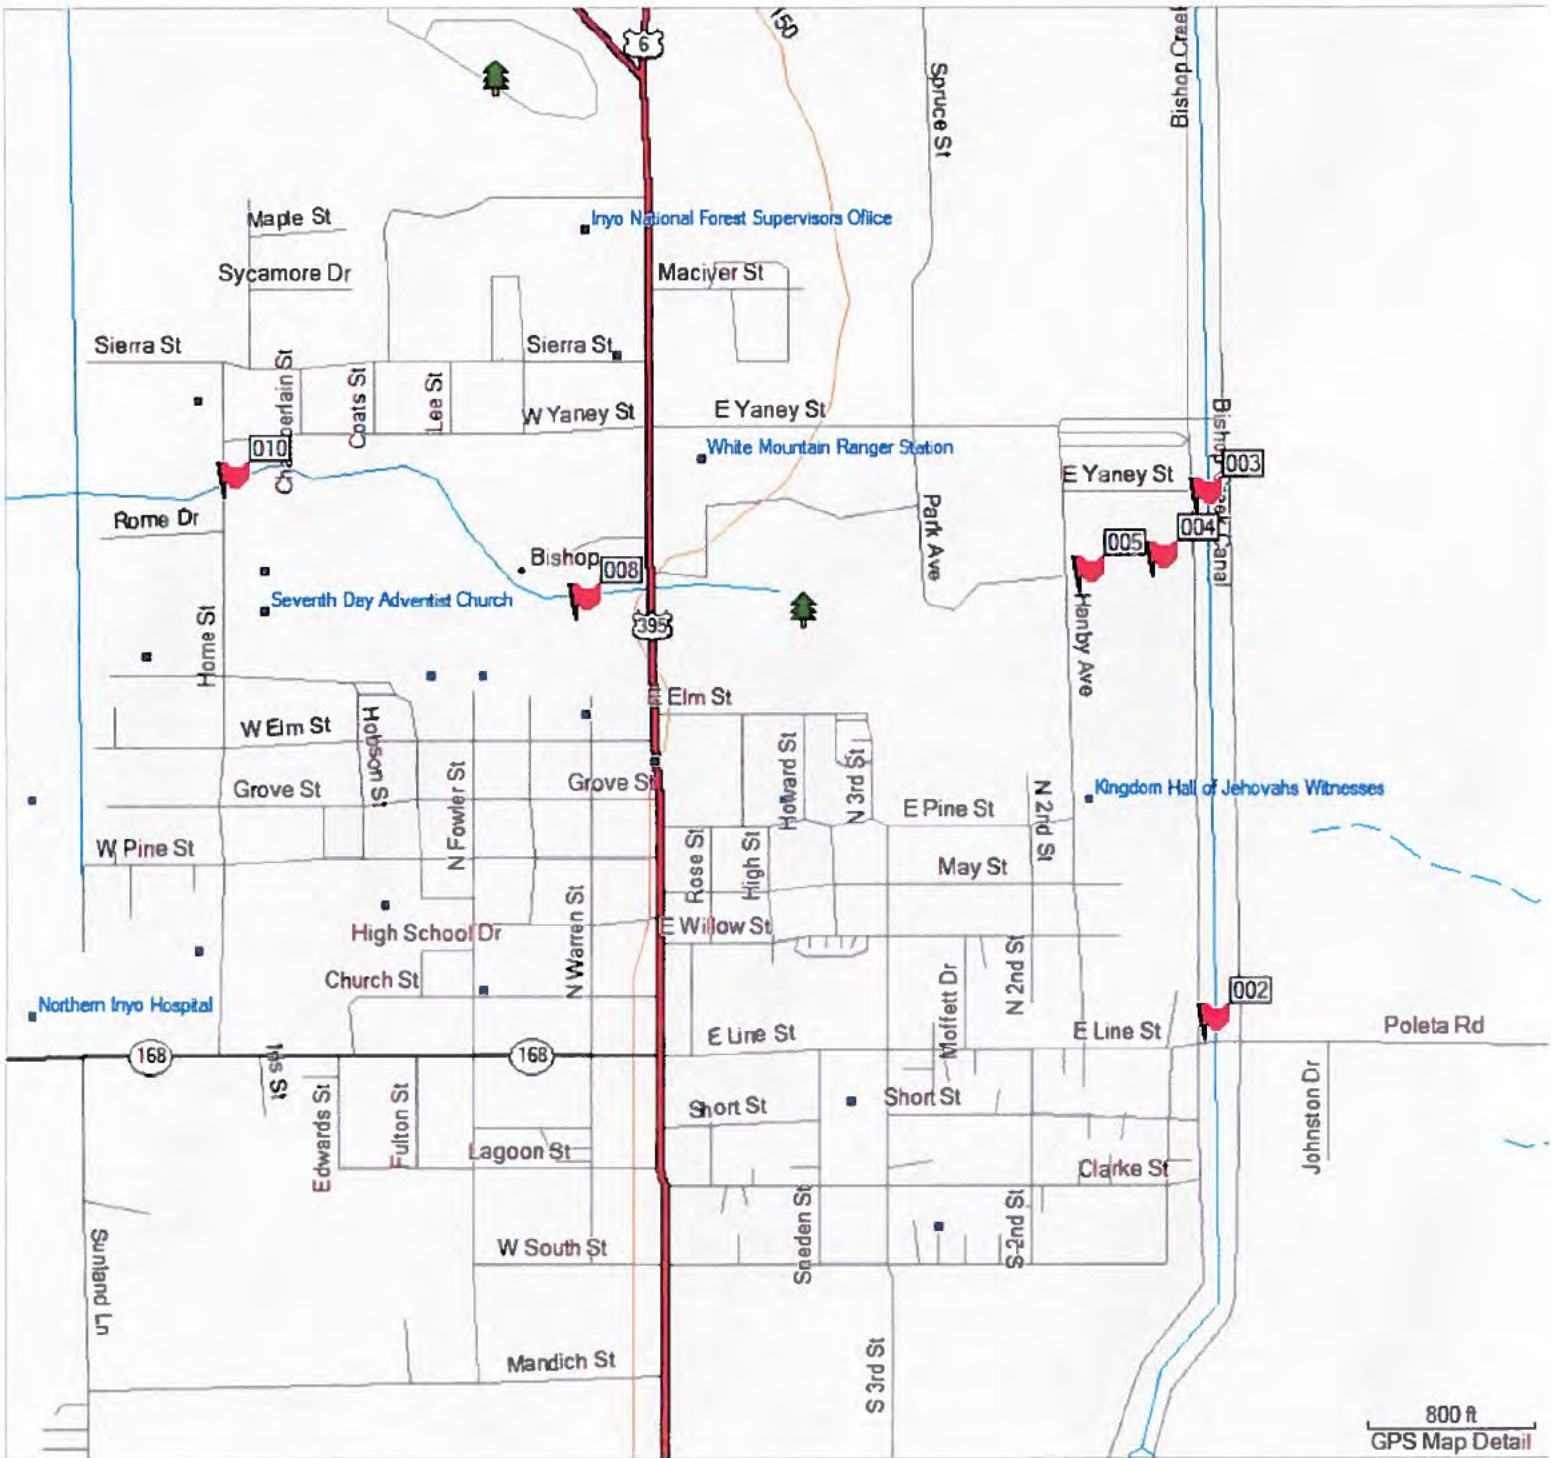 150
6
Bishop Creek
Spruce St
Maple St
Inyo National Forest Supervisors Office
Sycamore Dr
Maciver St
Sierra St
Sierra St
Chamberlain St
Coats St
Lee St
W Yaney St
E Yaney St
Bishop Creek Canal
010
White Mountain Ranger Station
003
E Yaney St
Rome Dr
Park Ave
004
005
Bishop
008
Seventh Day Adventist Church
Home St
395
Hanby Ave
Elm St
W Elm St
Hobson St
Howard St
N 3rd St
Grove St
Grove St
N Fowler St
N 2nd St
Kingdom Hall of Jehovahs Witnesses
E Pine St
W Pine St
Rose St
High St
May St
High School Dr
N Warren St
E Willow St
Church St
Moffett Dr
N 2nd St
002
Northern Inyo Hospital
E Line St
E Line St
Poleta Rd
168
168
Edwards St
Fulton St
Short St
Short St
Johnston Dr
Lagoon St
Clarke St
Sunland Ln
W South St
Sneden St
S 2nd St
Mandich St
S 3rd St
800 ft
GPS Map Detail